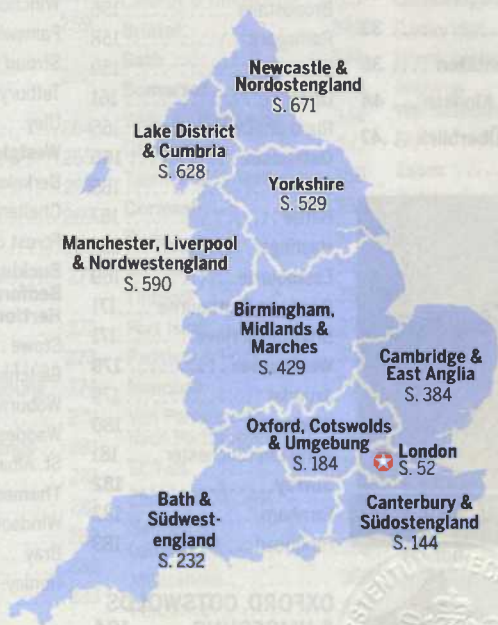 Newcastle &
Nordostengland
S. 671
Lake District
& Cumbria
S. 628
Yorkshire
S. 529
Manchester, Liverpool
& Nordwestengland
S. 590
Birmingham,
Midlands &
Marches
S. 429
Cambridge &
East Anglia
S. 384
Oxford, Cotswolds
& Umgebung
S. 184
London
S. 52
Bath &
Südwest-
england
S. 232
Canterbury &
Südostengland
S. 144